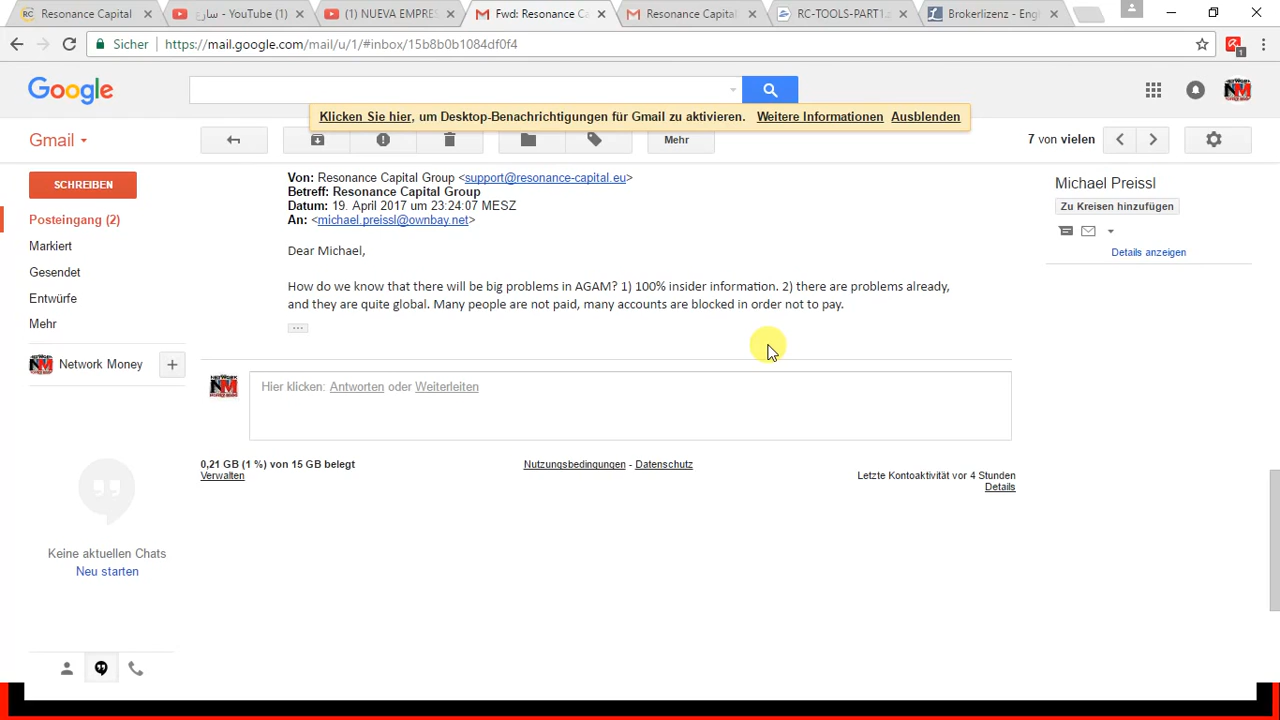 Resonance Capital
سارع - YouTube (1)
(1) NUEVA EMPRES
Fwd: Resonance C
Resonance Capital
RC-TOOLS-PART1.
Brokerlizenz - Eng
Sicher
https://mail.google.com/mail/u/1/#inbox/15b8b0b1084df0f4
1
Google
NM
Klicken Sie hier, um Desktop-Benachrichtigungen für Gmail zu aktivieren. Weitere Informationen Ausblenden
Gmail
Mehr
7 von vielen
SCHREIBEN
Posteingang (2)
Markiert
Gesendet
Entwürfe
Mehr
Network Money
Von: Resonance Capital Group <support@resonance-capital.eu>
Betreff: Resonance Capital Group
Datum: 19. April 2017 um 23:24:07 MESZ
An: <michael.preissl@ownbay.net>
Dear Michael,
How do we know that there will be big problems in AGAM? 1) 100% insider information. 2) there are problems already,
and they are quite global. Many people are not paid, many accounts are blocked in order not to pay.
...
Michael Preissl
Zu Kreisen hinzufügen
Details anzeigen
NM
Hier klicken: Antworten oder Weiterleiten
0,21 GB (1 %) von 15 GB belegt
Verwalten
Nutzungsbedingungen - Datenschutz
Letzte Kontoaktivität vor 4 Stunden
Details
Keine aktuellen Chats
Neu starten